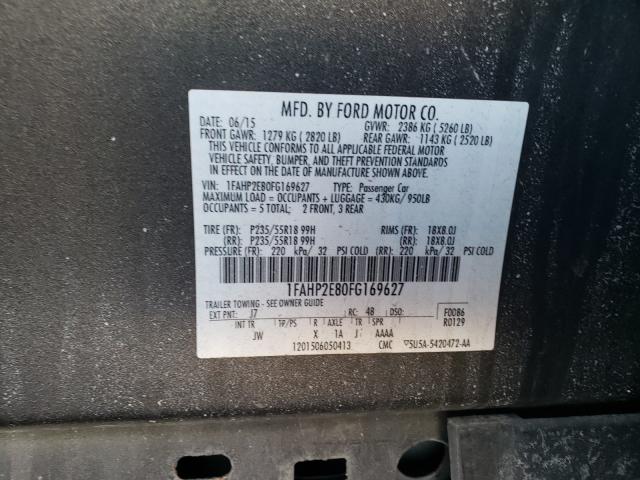 MFD. BY FORD MOTOR CO.
DATE: 06/15 GVWR: 2386 KG (5260 LB)
FRONT GAWR: 1279 KG (2820 LB) REAR GAWR: 1143 KG (2520 LB)
THIS VEHICLE CONFORMS TO ALL APPLICABLE FEDERAL MOTOR
VEHICLE SAFETY, BUMPER, AND THEFT PREVENTION STANDARDS
IN EFFECT ON THE DATE OF MANUFACTURE SHOWN ABOVE.
VIN: 1FAHP2E80FG169627 TYPE: Passenger Car
MAXIMUM LOAD = OCCUPANTS + LUGGAGE = 430KG/950LB
OCCUPANTS = 5 TOTAL; 2 FRONT, 3 REAR
TIRE (FR): P235/55R18 99H RIMS (FR): 18X8.0J
(RR): P235/55R18 99H (RR): 18X8.0J
PRESSURE (FR): 220 kPa/ 32 PSI COLD (RR): 220 kPa/ 32 PSI COLD
1FAHP2E80FG169627
TRAILER TOWING - SEE OWNER GUIDE
EXT PNT: J7 RC: 48 DSO: F0086
INT TR TP/PS R AXLE TR SPR R0129
JW X 1A J AAAA
1201506050413 CMC 5U5A-5420472-AA